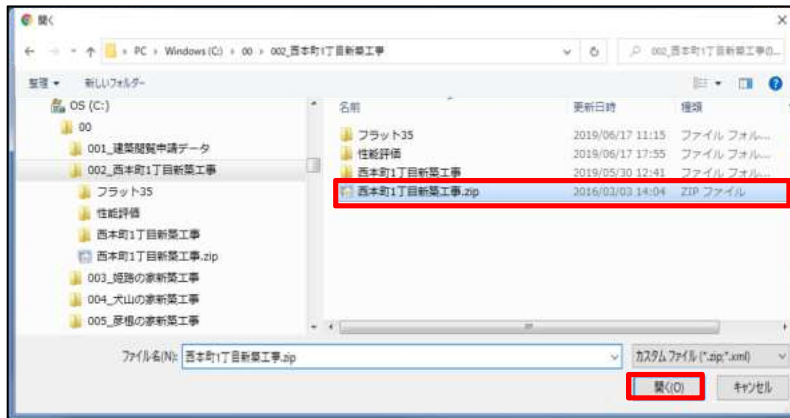 開く
PC › Windows (C:) › 00 › 002_西本町1丁目新築工事
002_西本町1丁目新築工事の...
整理 新しいフォルダー
OS (C:)
00
001_建築閲覧申請データ
002_西本町1丁目新築工事
フラット35
性能評価
西本町1丁目新築工事
西本町1丁目新築工事.zip
003_姫路の家新築工事
004_犬山の家新築工事
005_彦根の家新築工事
名前 更新日時 種類
フラット35 2019/06/17 11:15 ファイル フォル...
性能評価 2019/06/17 17:55 ファイル フォル...
西本町1丁目新築工事 2019/05/30 12:41 ファイル フォル...
西本町1丁目新築工事.zip 2016/03/03 14:04 ZIP ファイル
ファイル名(N): 西本町1丁目新築工事.zip カスタム ファイル (*.zip;*.xml)
開く(O) キャンセル